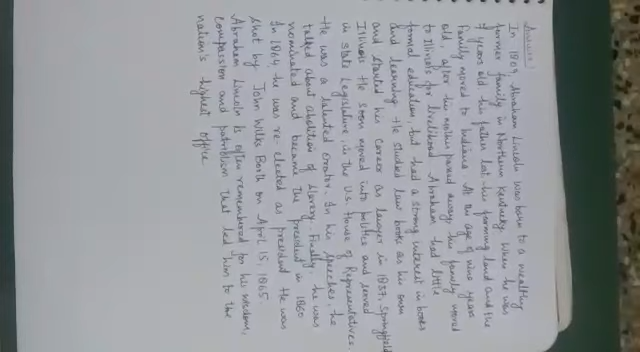 Answer:
In 1809, Abraham Lincoln was born to a wealthy
farmer family in Northern Kentucky. When he was
7 years old his father lost his farming land and the
family moved to Indiana. At an age of nine years
old, after his mother passed away, his family moved
to Illinois for livelihood. Abraham had little
formal education, but had a strong interest in books
and learning. He studied law books on his own
and started his career as lawyer in 1837, Springfield
Illinois. He soon moved into politics and served
in state Legislature, in the U.S. House of Representatives.
He was a talented orator. In his speeches, he
talked about abolition of slavery. Finally, he was
nominated and became the president in 1860
In 1864, he was re-elected as president. He was
shot by John Wilks Booth on April 15, 1865.
Abraham Lincoln is often remembered for his wisdom,
compassion and patriotism that led him to the
nation's highest office